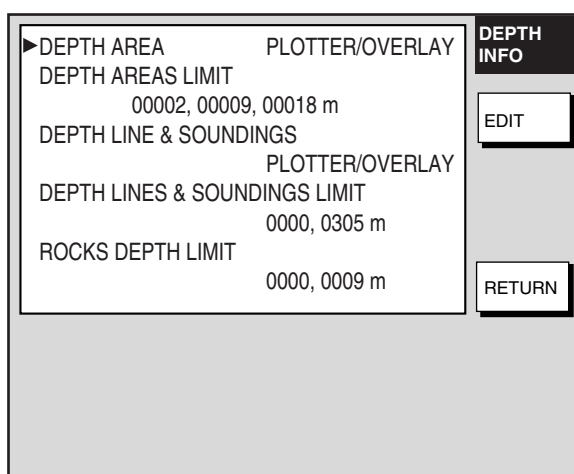 ▶DEPTH AREA PLOTTER/OVERLAY
DEPTH AREAS LIMIT
00002, 00009, 00018 m
DEPTH LINE & SOUNDINGS
PLOTTER/OVERLAY
DEPTH LINES & SOUNDINGS LIMIT
0000, 0305 m
ROCKS DEPTH LIMIT
0000, 0009 m
DEPTH
INFO
EDIT
RETURN